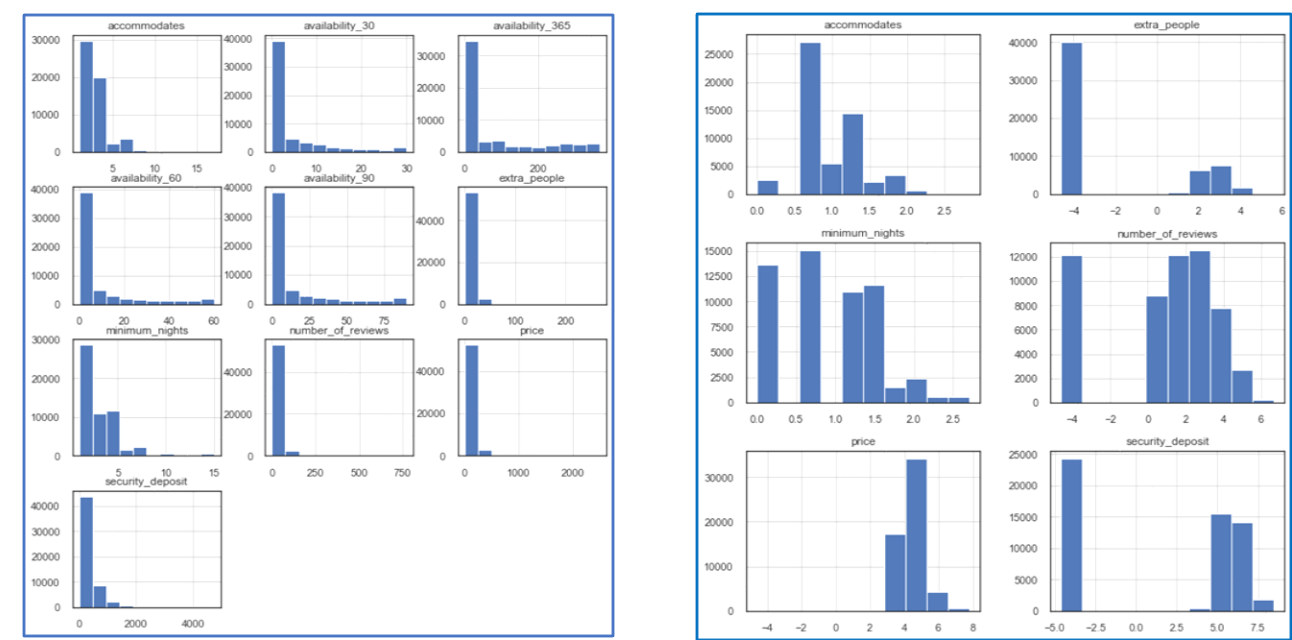 accommodates
availability_30
availability_365
30000
20000
10000
0
5 10 15
40000
30000
20000
10000
0
0 10 20 30
30000
20000
10000
0
0 200
availability_60
availability_90
extra_people
40000
30000
20000
10000
0
0 20 40 60
40000
30000
20000
10000
0
0 25 50 75
40000
20000
0
0 100 200
minimum_nights
number_of_reviews
price
30000
20000
10000
0
5 10 15
40000
20000
0
0 250 500 750
40000
20000
0
0 1000 2000
security_deposit
40000
30000
20000
10000
0
0 2000 4000
accommodates
extra_people
25000
20000
15000
10000
5000
0
0.0 0.5 1.0 1.5 2.0 2.5
40000
30000
20000
10000
0
−4 −2 0 2 4 6
minimum_nights
number_of_reviews
15000
12500
10000
7500
5000
2500
0
0.0 0.5 1.0 1.5 2.0 2.5
12000
10000
8000
6000
4000
2000
0
−4 −2 0 2 4 6
price
security_deposit
30000
20000
10000
0
−4 −2 0 2 4 6 8
25000
20000
15000
10000
5000
0
−5.0 −2.5 0.0 2.5 5.0 7.5